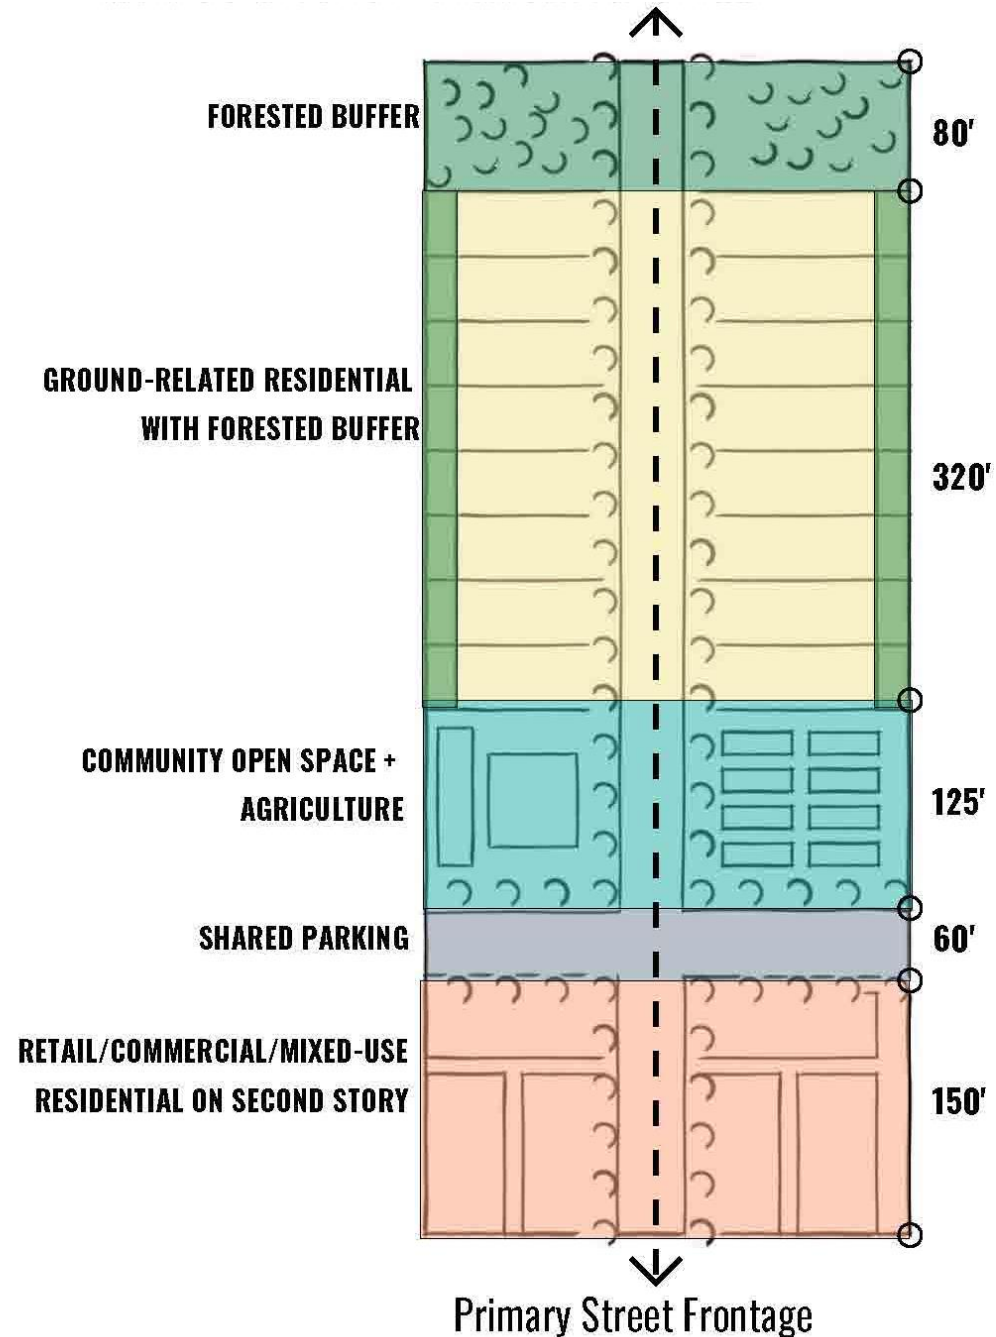 FORESTED BUFFER
80'
GROUND-RELATED RESIDENTIAL
WITH FORESTED BUFFER
320'
COMMUNITY OPEN SPACE +
AGRICULTURE
125'
SHARED PARKING
60'
RETAIL/COMMERCIAL/MIXED-USE
RESIDENTIAL ON SECOND STORY
150'
Primary Street Frontage